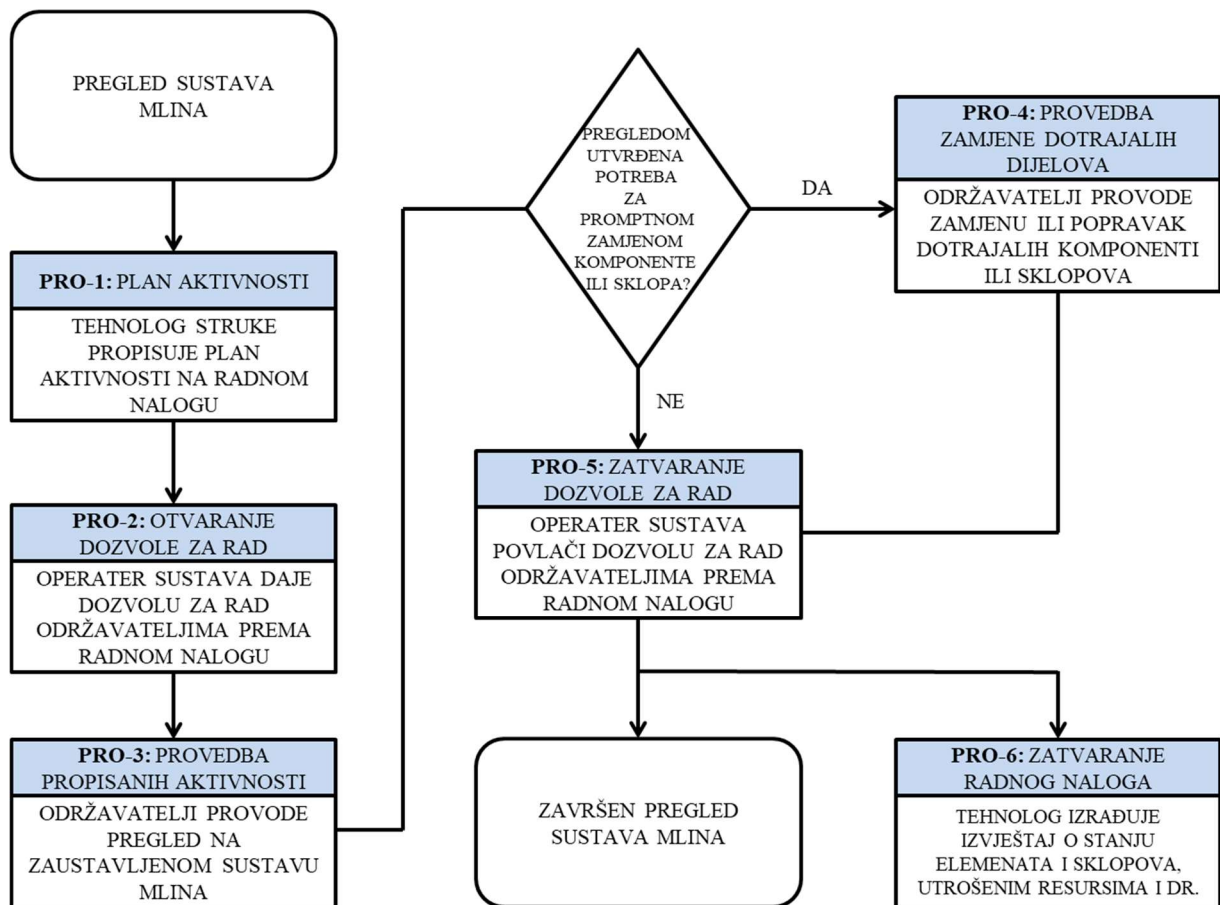 PREGLED SUSTAVA
MLINA
PRO-1: PLAN AKTIVNOSTI
TEHNOLOG STRUKE
PROPISUJE PLAN
AKTIVNOSTI NA RADNOM
NALOGU
PRO-2: OTVARANJE
DOZVOLE ZA RAD
OPERATER SUSTAVA DAJE
DOZVOLU ZA RAD
ODRŽAVATELJIMA PREMA
RADNOM NALOGU
PRO-3: PROVEDBA
PROPISANIH AKTIVNOSTI
ODRŽAVATELJI PROVODE
PREGLED NA
ZAUSTAVLJENOM SUSTAVU
MLINA
PREGLEDOM
UTVRĐENA
POTREBA
ZA
PROMPTNOM
ZAMJENOM
KOMPONENTE
ILI SKLOPA?
DA
PRO-4: PROVEDBA
ZAMJENE DOTRAJALIH
DIJELOVA
ODRŽAVATELJI PROVODE
ZAMJENU ILI POPRAVAK
DOTRAJALIH KOMPONENTI
ILI SKLOPOVA
NE
PRO-5: ZATVARANJE
DOZVOLE ZA RAD
OPERATER SUSTAVA
POVLAČI DOZVOLU ZA RAD
ODRŽAVATELJIMA PREMA
RADNOM NALOGU
ZAVRŠEN PREGLED
SUSTAVA MLINA
PRO-6: ZATVARANJE
RADNOG NALOGA
TEHNOLOG IZRAĐUJE
IZVJEŠTAJ O STANJU
ELEMENATA I SKLOPOVA,
UTROŠENIM RESURSIMA I DR.